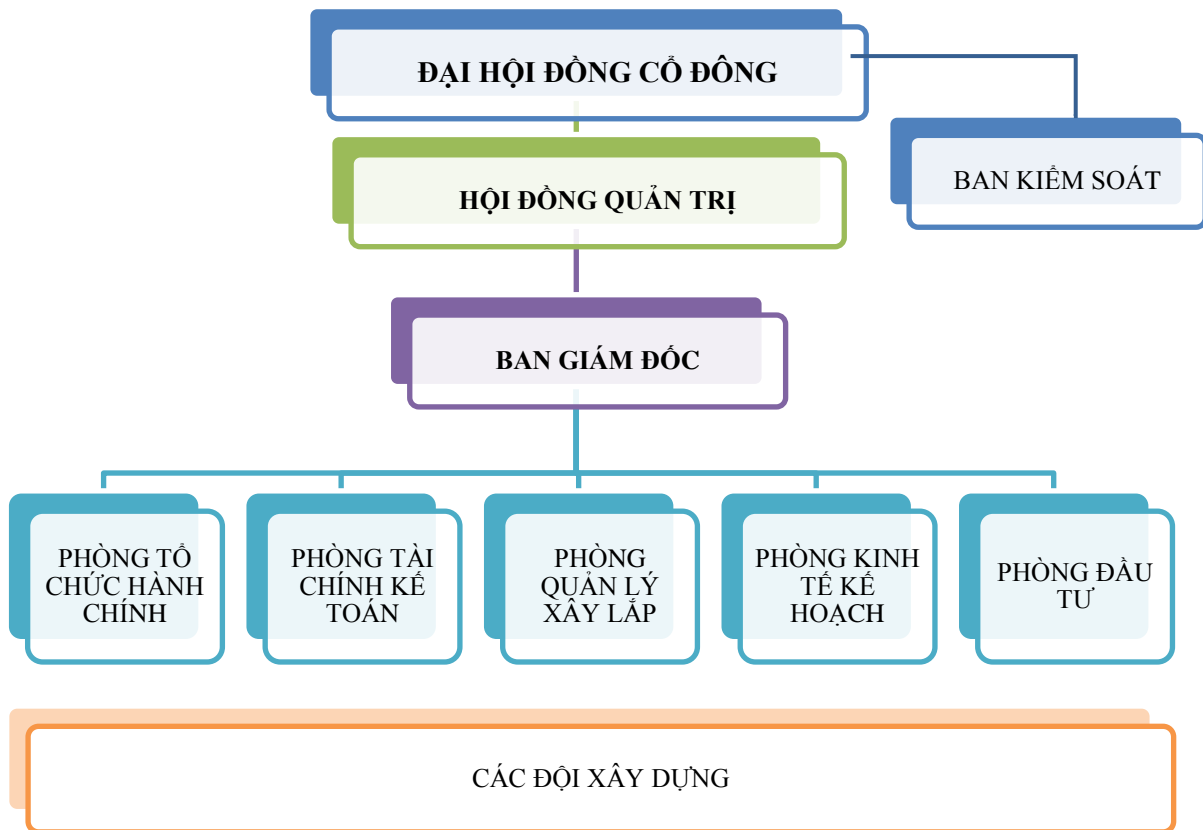 ĐẠI HỘI ĐỒNG CỔ ĐÔNG
BAN KIỂM SOÁT
HỘI ĐỒNG QUẢN TRỊ
BAN GIÁM ĐỐC
PHÒNG TỔ
CHỨC HÀNH
CHÍNH
PHÒNG TÀI
CHÍNH KẾ
TOÁN
PHÒNG
QUẢN LÝ
XÂY LẮP
PHÒNG KINH
TẾ KẾ
HOẠCH
PHÒNG ĐẦU
TƯ
CÁC ĐỘI XÂY DỰNG